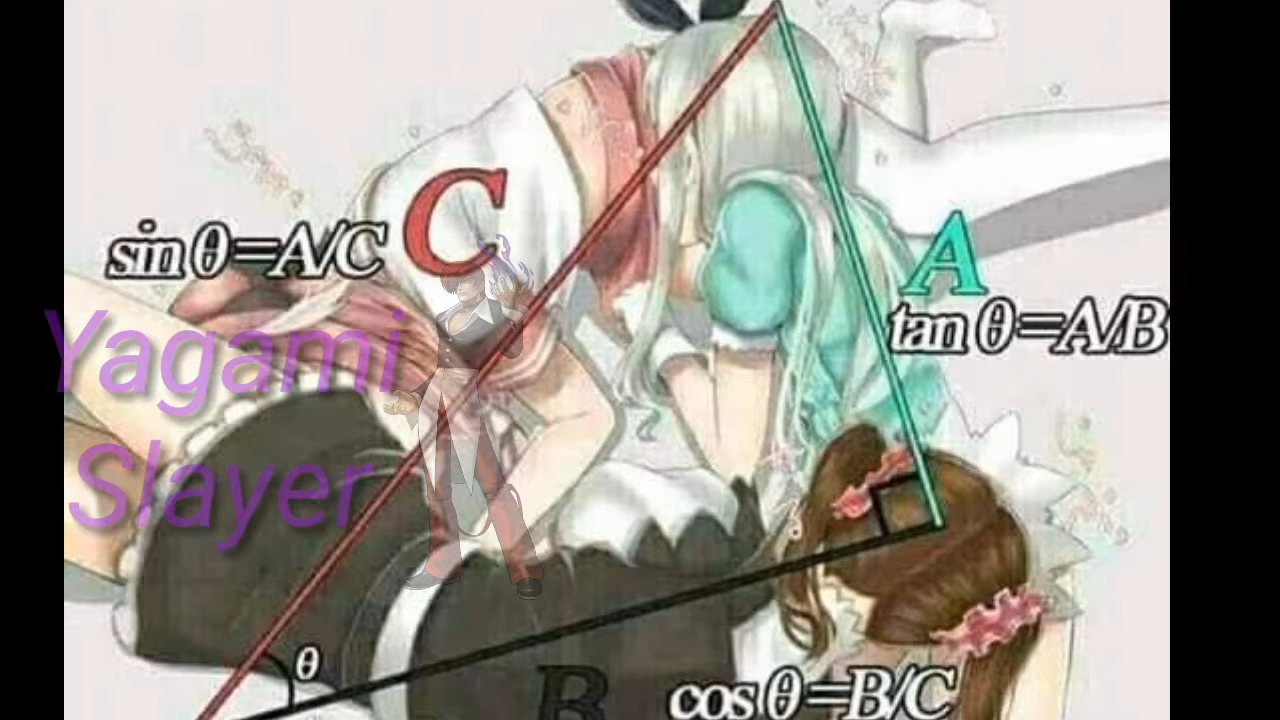 C
sin θ=A/C
A
tan θ=A/B
Yagami
Slayer
θ
B
cos θ=B/C